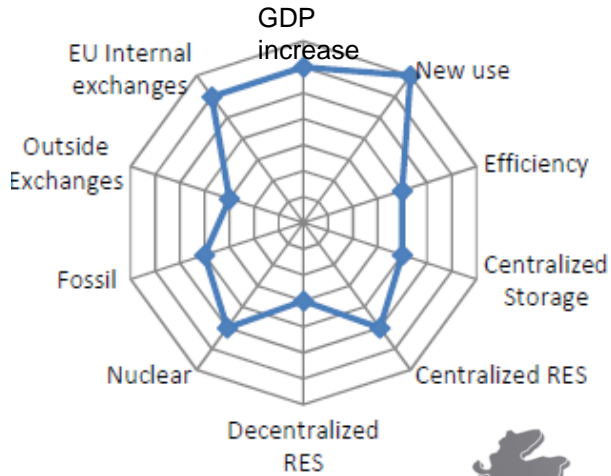 GDP
increase
New use
Efficiency
Centralized
Storage
Centralized RES
Decentralized
RES
Nuclear
Fossil
Outside
Exchanges
EU Internal
exchanges